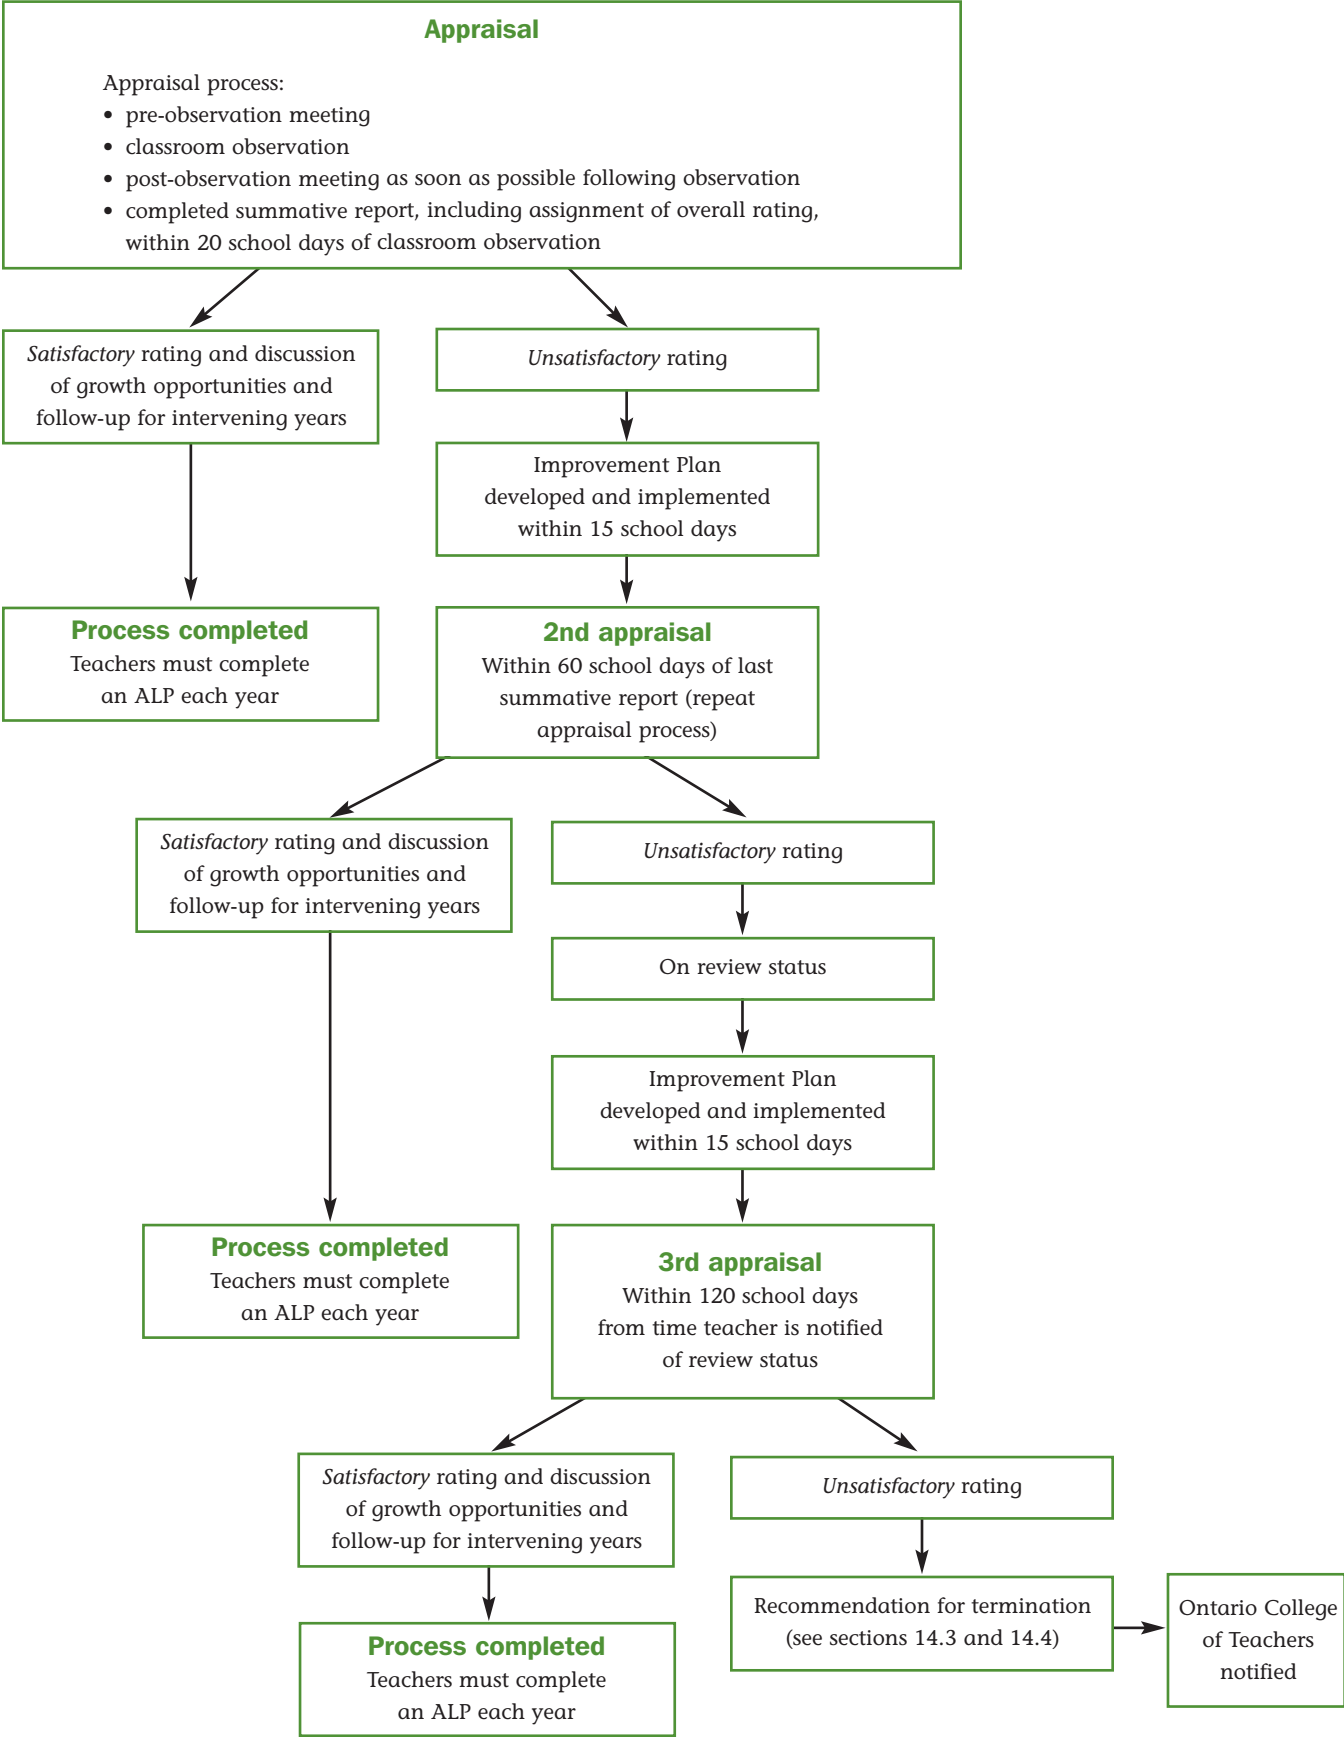 Appraisal
Appraisal process:
• pre-observation meeting
• classroom observation
• post-observation meeting as soon as possible following observation
• completed summative report, including assignment of overall rating,
within 20 school days of classroom observation
Satisfactory rating and discussion
of growth opportunities and
follow-up for intervening years
Unsatisfactory rating
Improvement Plan
developed and implemented
within 15 school days
Process completed
Teachers must complete
an ALP each year
2nd appraisal
Within 60 school days of last
summative report (repeat
appraisal process)
Satisfactory rating and discussion
of growth opportunities and
follow-up for intervening years
Unsatisfactory rating
On review status
Improvement Plan
developed and implemented
within 15 school days
Process completed
Teachers must complete
an ALP each year
3rd appraisal
Within 120 school days
from time teacher is notified
of review status
Satisfactory rating and discussion
of growth opportunities and
follow-up for intervening years
Unsatisfactory rating
Recommendation for termination
(see sections 14.3 and 14.4)
Ontario College
of Teachers
notified
Process completed
Teachers must complete
an ALP each year